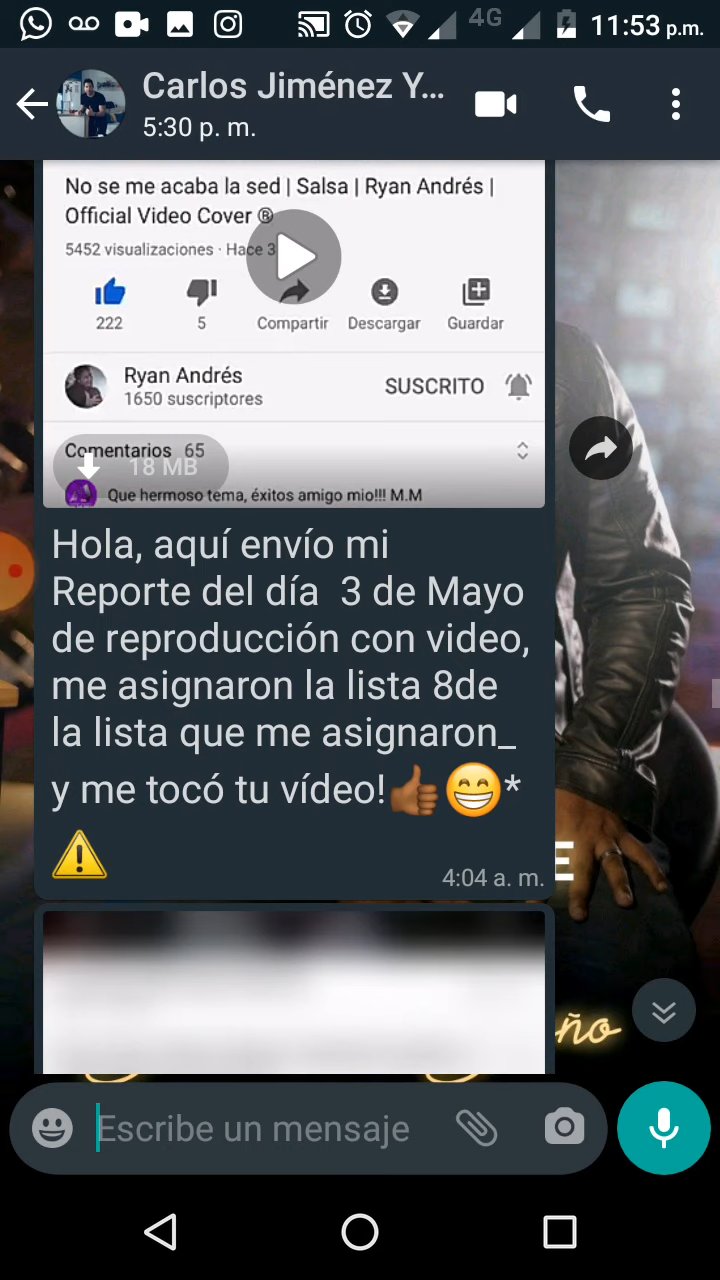 4G 11:53 p.m.
Carlos Jiménez Y...
5:30 p. m.
No se me acaba la sed | Salsa | Ryan Andrés |
Official Video Cover ®
5452 visualizaciones · Hace 3
222 5 Compartir Descargar Guardar
Ryan Andrés
1650 suscriptores
SUSCRITO
Comentarios 65
18 MB
Que hermoso tema, éxitos amigo mio!!! M.M
Hola, aquí envío mi
Reporte del día 3 de Mayo
de reproducción con video,
me asignaron la lista 8de
la lista que me asignaron_
y me tocó tu vídeo!👍🏾😁*
⚠️
4:04 a. m.
E
ño
Escribe un mensaje